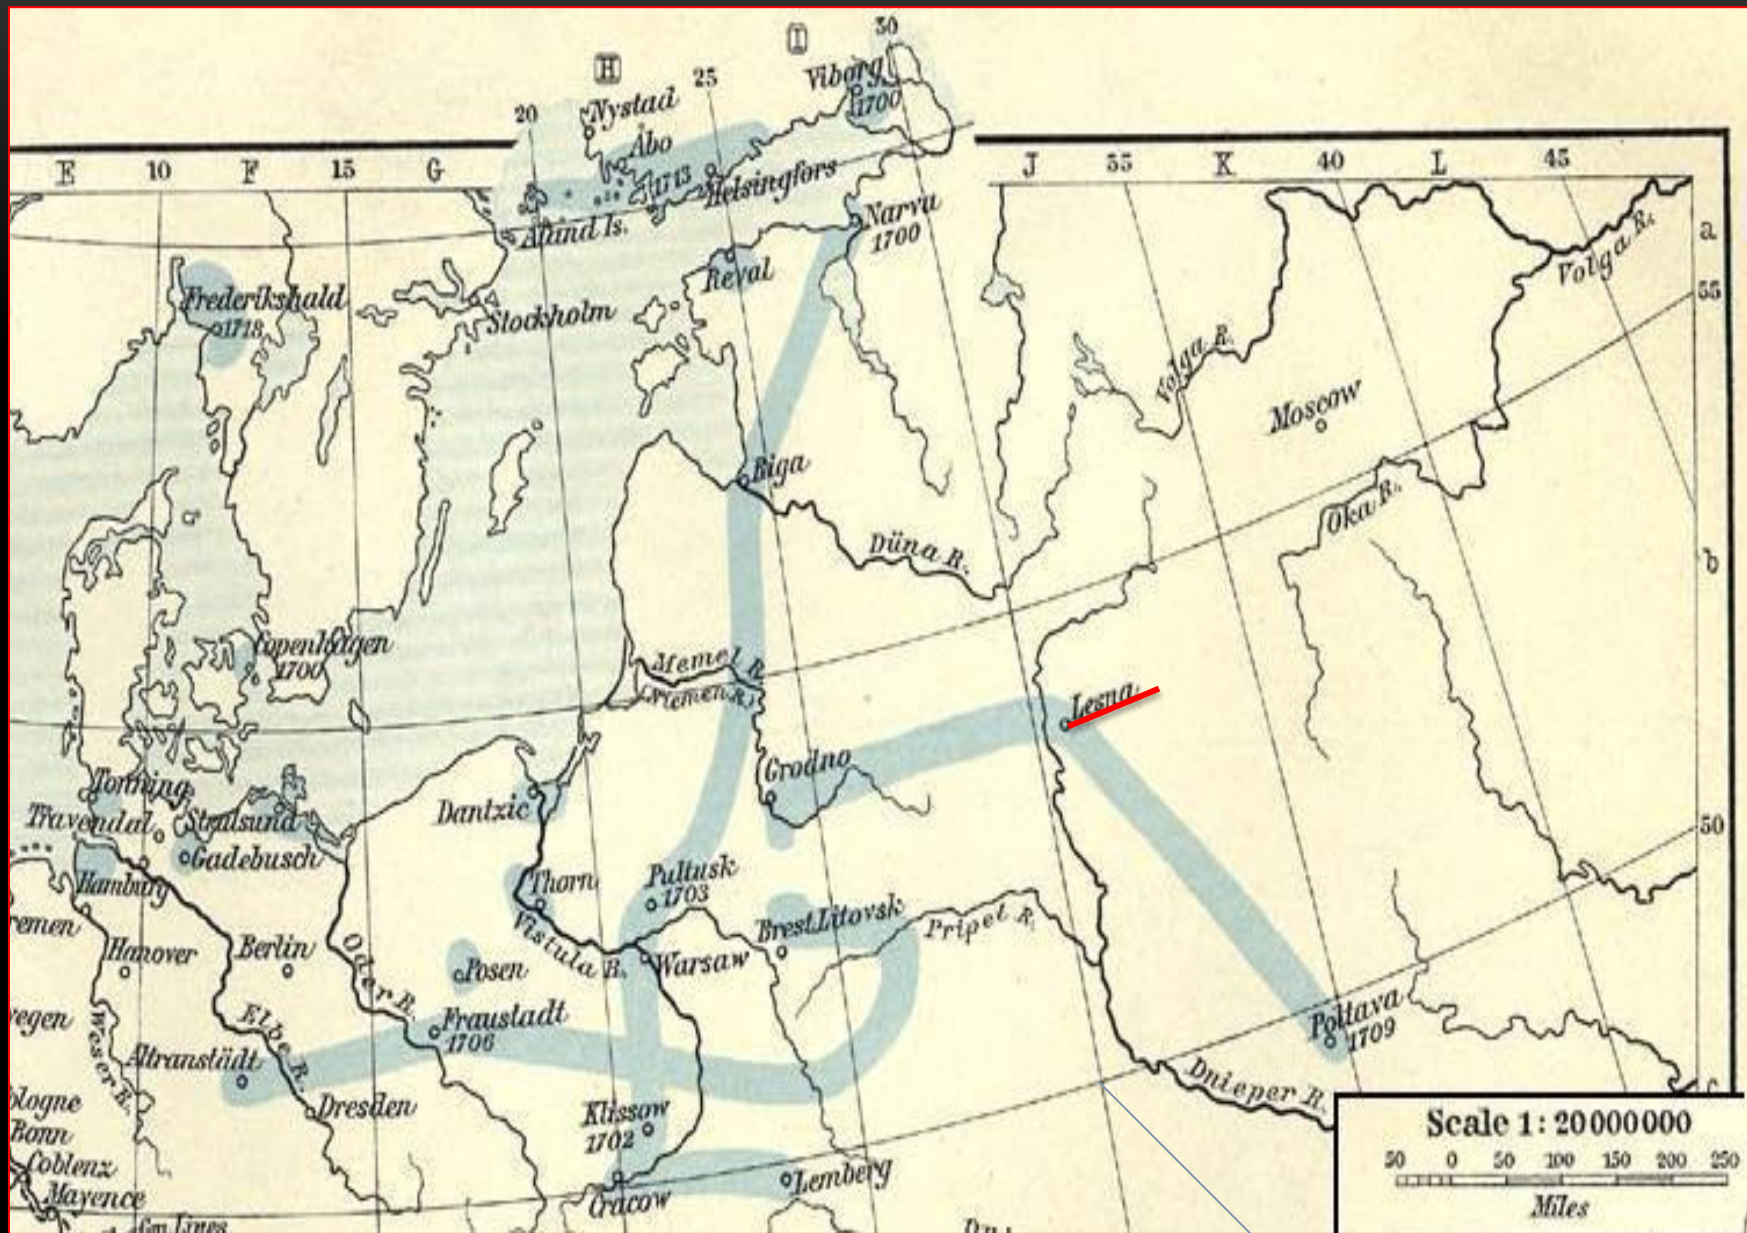 30
I
H
25
Viborg
1700
Nystad
20
Åbo
1713
Helsingfors
E
10
F
15
G
J
55
K
40
L
45
Åland Is.
Narva
1700
a
Volga R.
Reval
Frederikshald
1718
Stockholm
55
Volga R.
Moscow
Riga
Oka R.
Düna R.
b
Copenhagen
1700
Memel R.
(Niemen R.)
Lesna
Grodno
Tonning
Dantzic
Travendal
Stralsund
50
Gadebusch
Hamburg
Thorn
Pultusk
1703
Brest Litovsk
Pripet R.
remen
Vistula R.
Hanover
Berlin
Posen
Warsaw
Oder R.
Elbe R.
Fraustadt
1706
Poltava
1709
Weser R.
Altranstädt
Dnieper R.
c
ologne
Dresden
Klissow
1702
Bonn
Scale 1:20000000
Coblenz
50 0 50 100 150 200 250
Lemberg
Mayence
Cracow
Miles